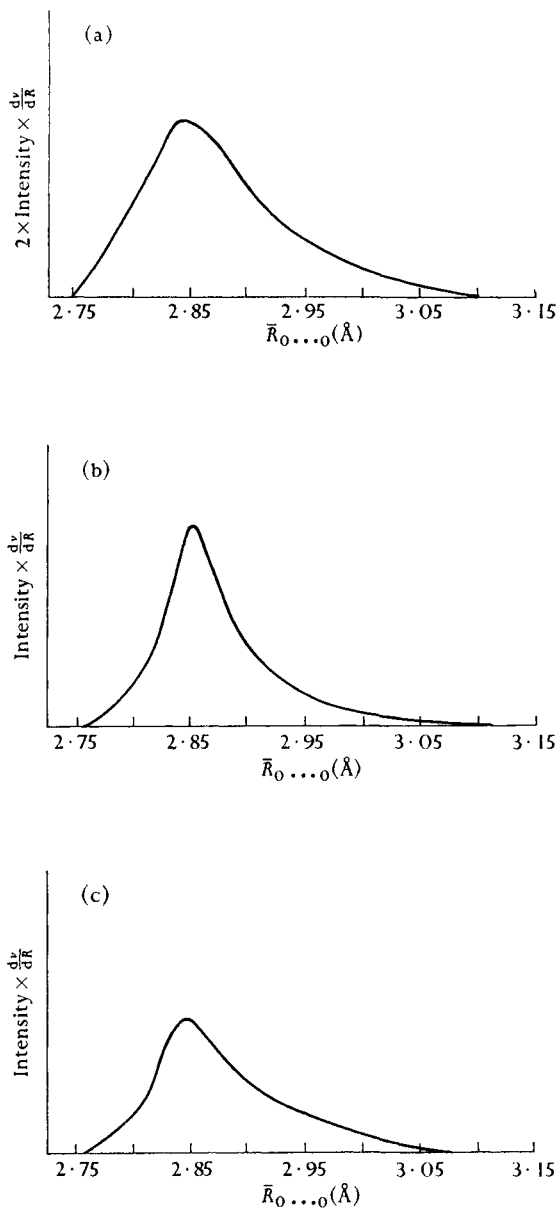 (a)
2 × Intensity × dν/dR
2·75 2·85 2·95 3·05 3·15
R̄O...O(Å)
(b)
Intensity × dν/dR
2·75 2·85 2·95 3·05 3·15
R̄O...O(Å)
(c)
Intensity × dν/dR
2·75 2·85 2·95 3·05 3·15
R̄O...O(Å)